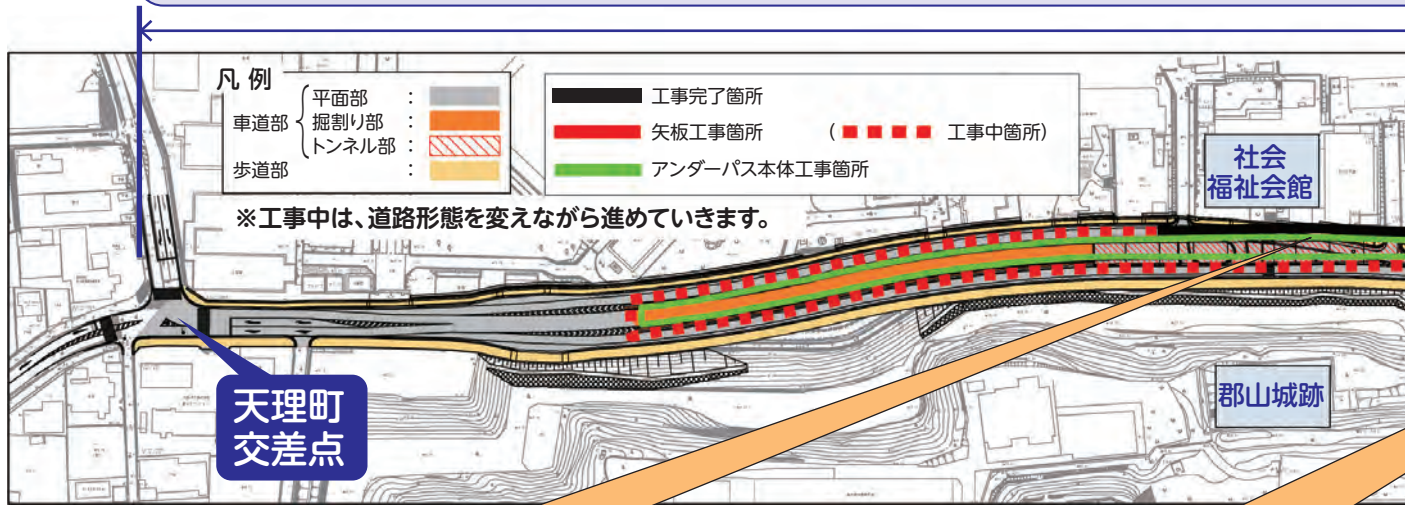 凡 例
車道部
平面部 :
掘割り部 :
トンネル部 :
歩道部 :
工事完了箇所
矢板工事箇所 ( 工事中箇所)
アンダーパス本体工事箇所
※工事中は、道路形態を変えながら進めていきます。
社会
福祉会館
天理町
交差点
郡山城跡